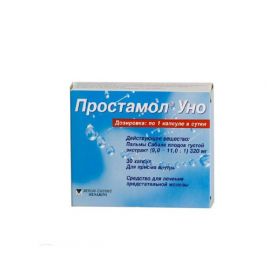 Простамол® Уно
Дозировка: по 1 капсуле в сутки
Действующее вещество:
Пальмы Сабаля плодов густой
экстракт (9,0 - 11,0 : 1) 320 мг
30 капсул
Для приема внутрь
Средство для лечения
предстательной железы
BERLIN-CHEMIE
MENARINI